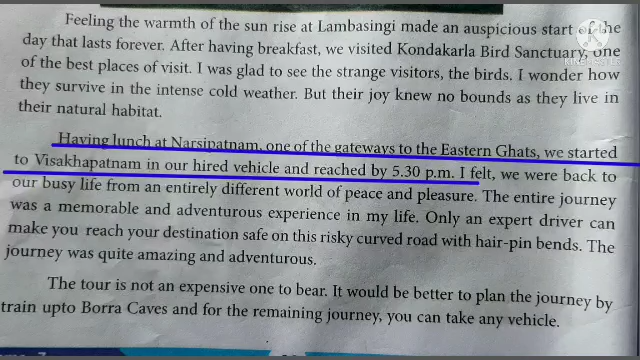 Feeling the warmth of the sun rise at Lambasingi made an auspicious start of the
day that lasts forever. After having breakfast, we visited Kondakarla Bird Sanctuary, one
of the best places of visit. I was glad to see the strange visitors, the birds. I wonder how
they survive in the intense cold weather. But their joy knew no bounds as they live in
their natural habitat.
Having lunch at Narsipatnam, one of the gateways to the Eastern Ghats, we started
to Visakhapatnam in our hired vehicle and reached by 5.30 p.m. I felt, we were back to
our busy life from an entirely different world of peace and pleasure. The entire journey
was a memorable and adventurous experience in my life. Only an expert driver can
make you reach your destination safe on this risky curved road with hair-pin bends. The
journey was quite amazing and adventurous.
The tour is not an expensive one to bear. It would be better to plan the journey by
train upto Borra Caves and for the remaining journey, you can take any vehicle.